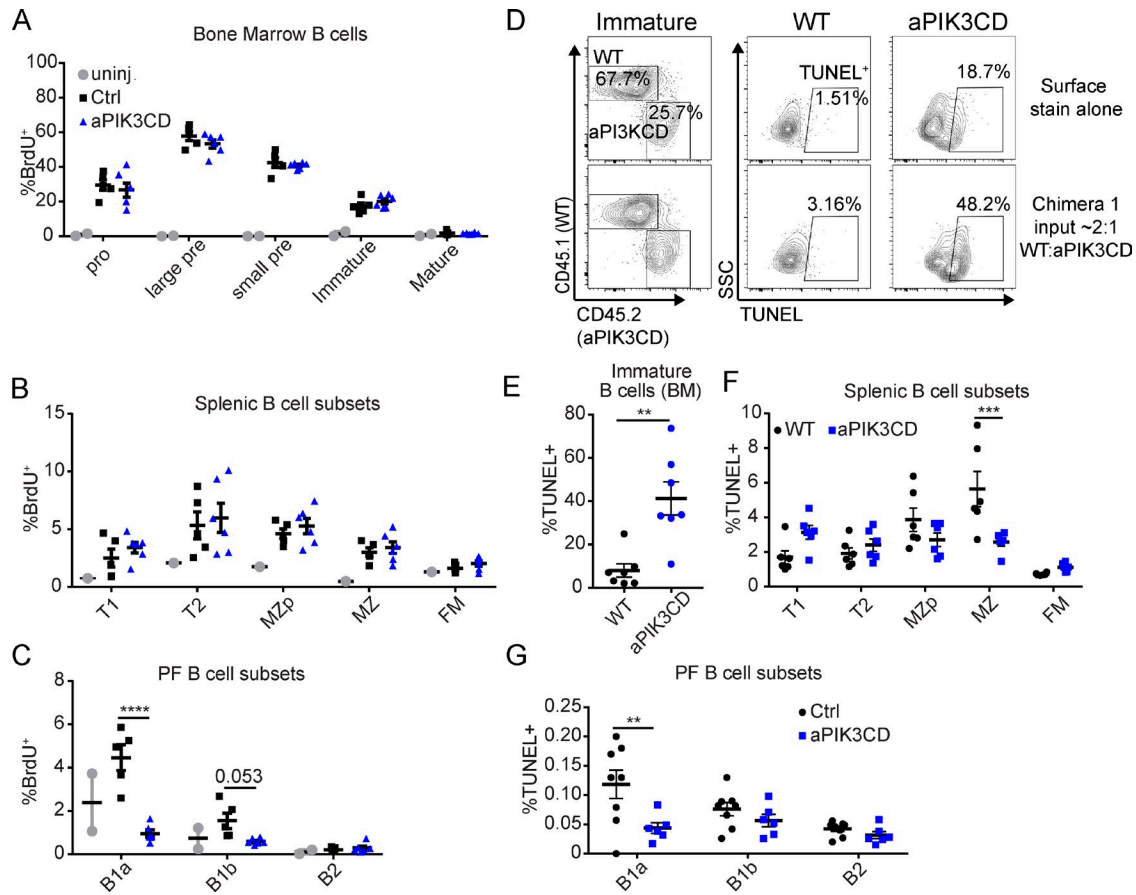 A
Bone Marrow B cells
uninj.
Ctrl
aPIK3CD
%BrdU+
100
80
60
40
20
0
pro
large pre
small pre
Immature
Mature
B
Splenic B cell subsets
%BrdU+
15
10
5
0
T1
T2
MZp
MZ
FM
C
PF B cell subsets
%BrdU+
8
6
4
2
0
****
0.053
B1a
B1b
B2
D
Immature
WT
aPIK3CD
WT
67.7%
25.7%
aPI3KCD
TUNEL+
1.51%
18.7%
Surface
stain alone
3.16%
48.2%
Chimera 1
input ~2:1
WT:aPIK3CD
CD45.1 (WT)
CD45.2
(aPIK3CD)
SSC
TUNEL
E
Immature
B cells (BM)
%TUNEL+
80
60
40
20
0
**
WT
aPIK3CD
F
Splenic B cell subsets
WT
aPIK3CD
%TUNEL+
10
8
6
4
2
0
***
T1
T2
MZp
MZ
FM
G
PF B cell subsets
Ctrl
aPIK3CD
%TUNEL+
0.25
0.20
0.15
0.10
0.05
0.00
**
B1a
B1b
B2